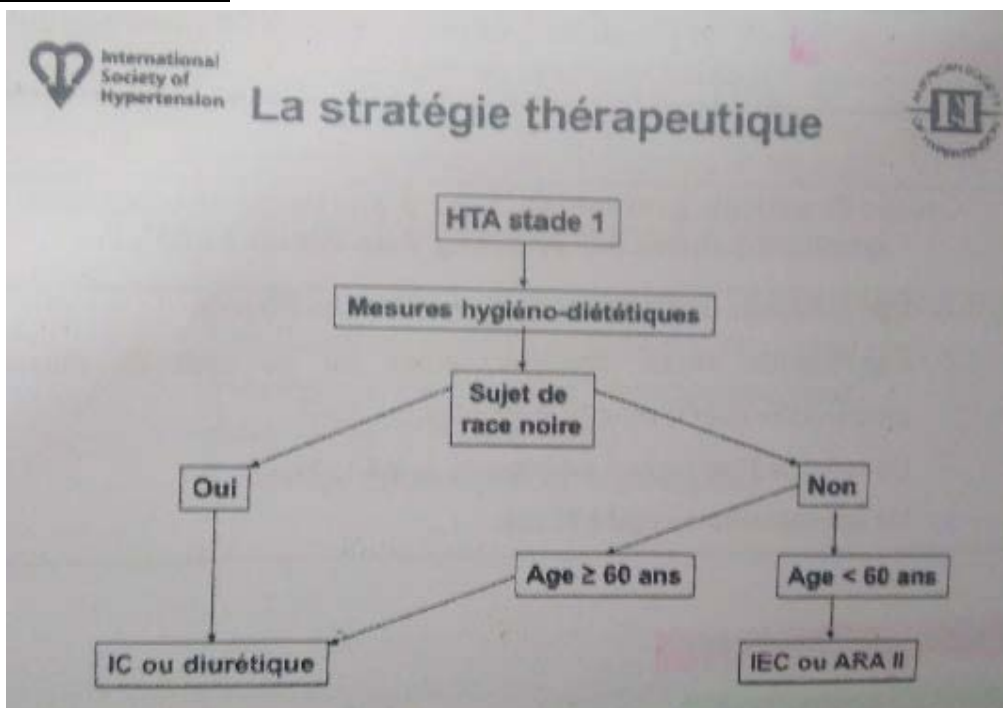 International
Society of
Hypertension
La stratégie thérapeutique
HTA stade 1
Mesures hygiéno-diététiques
Sujet de
race noire
Oui
Non
Age ≥ 60 ans
Age < 60 ans
IC ou diurétique
IEC ou ARA II